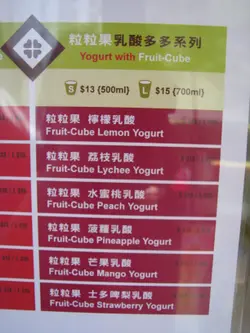 粒粒果乳酸多多系列
Yogurt with Fruit-Cube
S $13 {500ml} L $15 {700ml}
粒粒果 檸檬乳酸
Fruit-Cube Lemon Yogurt
粒粒果 荔枝乳酸
Fruit-Cube Lychee Yogurt
粒粒果 水蜜桃乳酸
Fruit-Cube Peach Yogurt
粒粒果 菠蘿乳酸
Fruit-Cube Pineapple Yogurt
粒粒果 芒果乳酸
Fruit-Cube Mango Yogurt
粒粒果 士多啤梨乳酸
Fruit-Cube Strawberry Yogurt